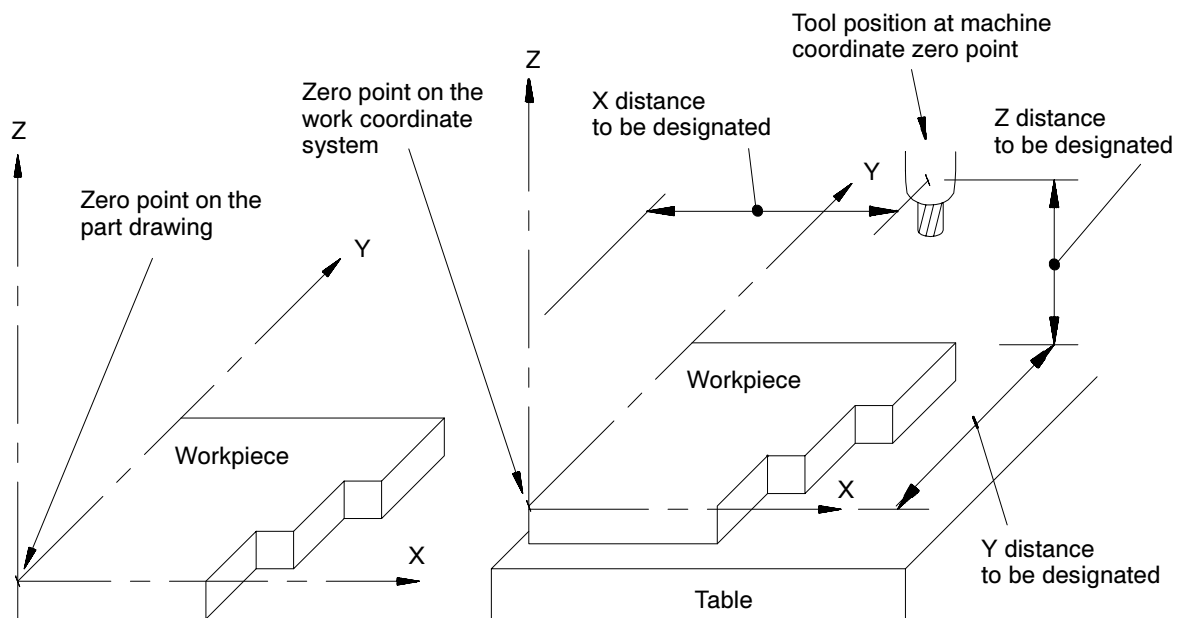 Z
Zero point on the
part drawing
Y
Workpiece
X
Zero point on the
work coordinate
system
Z
X distance
to be designated
Tool position at machine
coordinate zero point
Z distance
to be designated
Y
Workpiece
X
Y distance
to be designated
Table